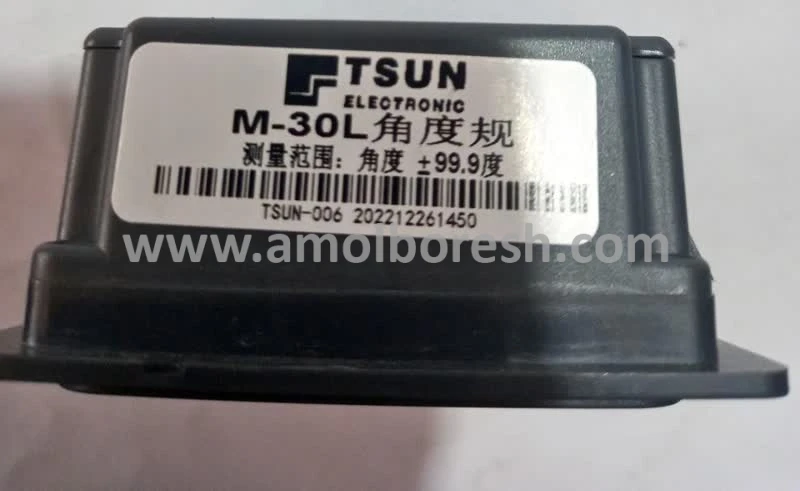 TSUN
ELECTRONIC
M-30L角度规
测量范围：角度 ±99.9度
TSUN-006 202212261450
www.amolboresh.com